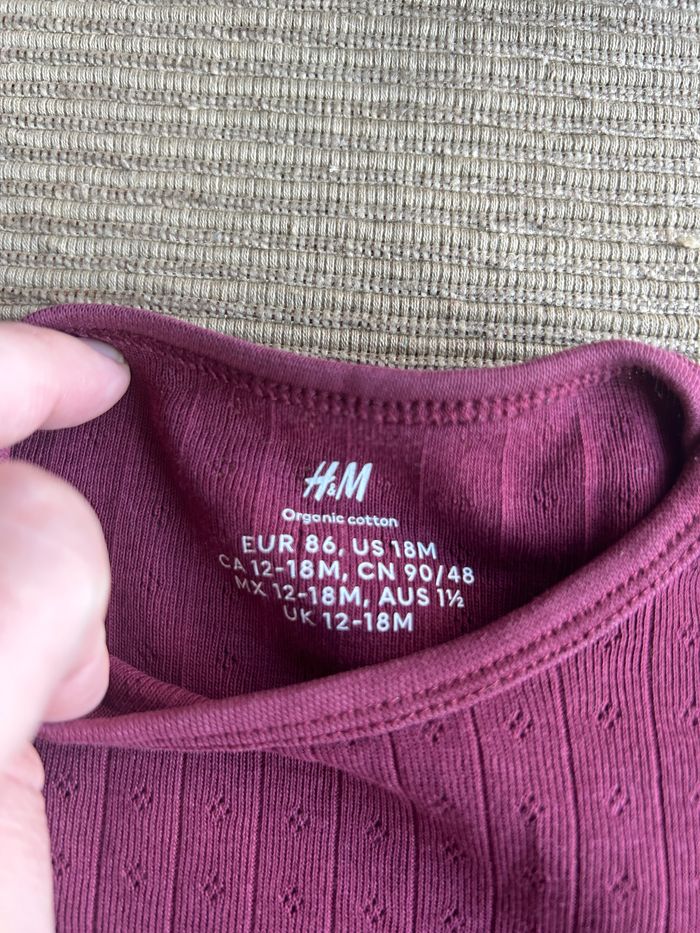 H&M
Organic cotton
EUR 86, US 18M
CA 12-18M, CN 90/48
MX 12-18M, AUS 1½
UK 12-18M